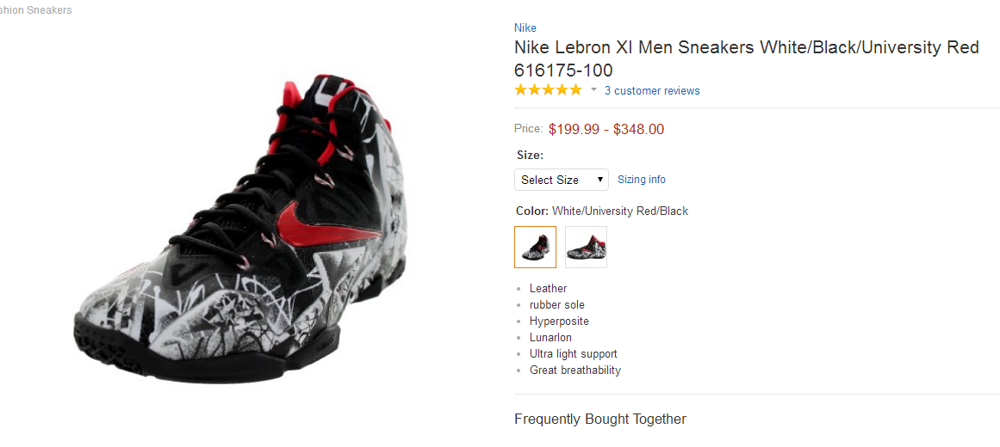 shion Sneakers
Nike
Nike Lebron XI Men Sneakers White/Black/University Red
616175-100
3 customer reviews
Price: $199.99 - $348.00
Size:
Select Size
Sizing info
Color: White/University Red/Black
Leather
rubber sole
Hyperposite
Lunarlon
Ultra light support
Great breathability
Frequently Bought Together